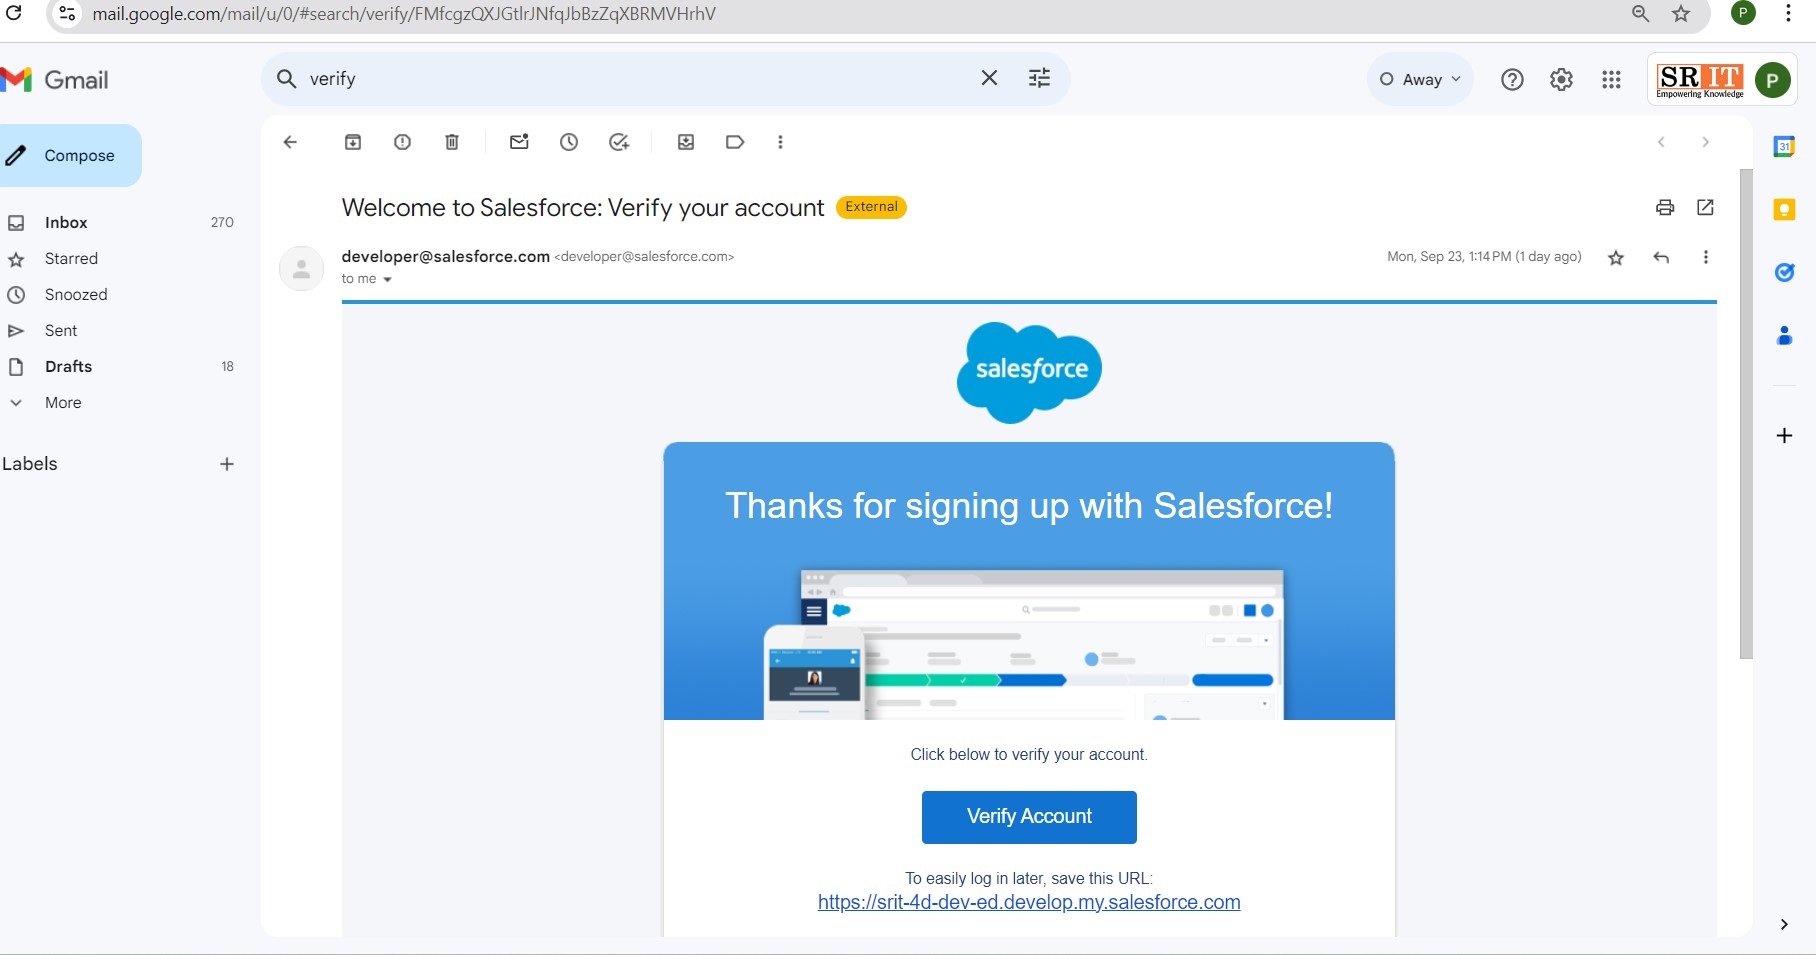 mail.google.com/mail/u/0/#search/verify/FMfcgzQXJGtlrJNfqJbBzZqXBRMVHrhV
P
Gmail
verify
Away
SRIT
Empowering Knowledge
P
Compose
31
Inbox 270
Starred
Snoozed
Sent
Drafts 18
More
Labels
Welcome to Salesforce: Verify your account External
developer@salesforce.com <developer@salesforce.com>
Mon, Sep 23, 1:14 PM (1 day ago)
to me
salesforce
Thanks for signing up with Salesforce!
Click below to verify your account.
Verify Account
To easily log in later, save this URL:
https://srit-4d-dev-ed.develop.my.salesforce.com